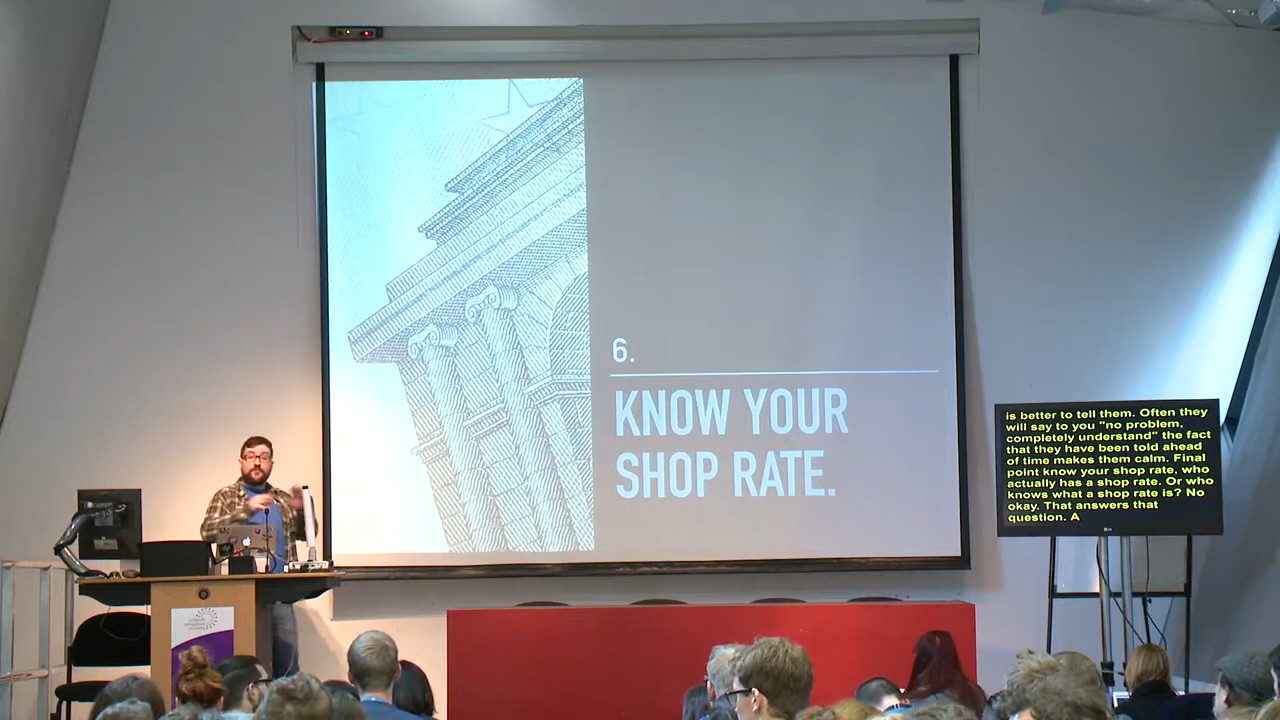 6.
KNOW YOUR
SHOP RATE.
is better to tell them. Often they
will say to you "no problem,
completely understand" the fact
that they have been told ahead
of time makes them calm. Final
point know your shop rate, who
actually has a shop rate. Or who
knows what a shop rate is? No
okay. That answers that
question. A
LG